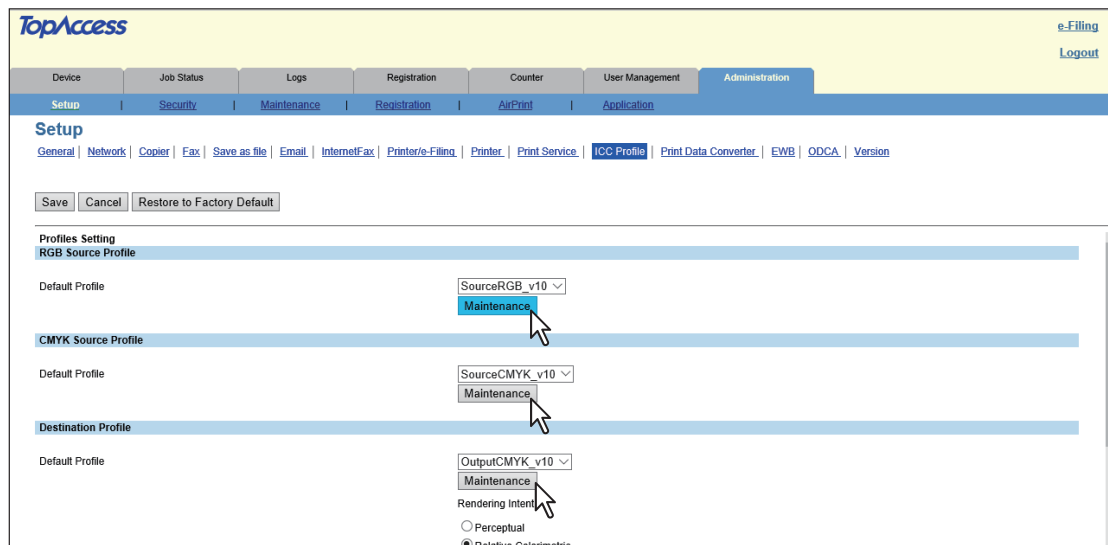 TopAccess
e-Filing
Logout
Device Job Status Logs Registration Counter User Management Administration
Setup | Security | Maintenance | Registration | AirPrint | Application
Setup
General | Network | Copier | Fax | Save as file | Email | InternetFax | Printer/e-Filing | Printer | Print Service | ICC Profile | Print Data Converter | EWB | ODCA | Version
Save Cancel Restore to Factory Default
Profiles Setting
RGB Source Profile
Default Profile SourceRGB_v10
Maintenance
CMYK Source Profile
Default Profile SourceCMYK_v10
Maintenance
Destination Profile
Default Profile OutputCMYK_v10
Maintenance
Rendering Intent
Perceptual
Relative Colorimetric